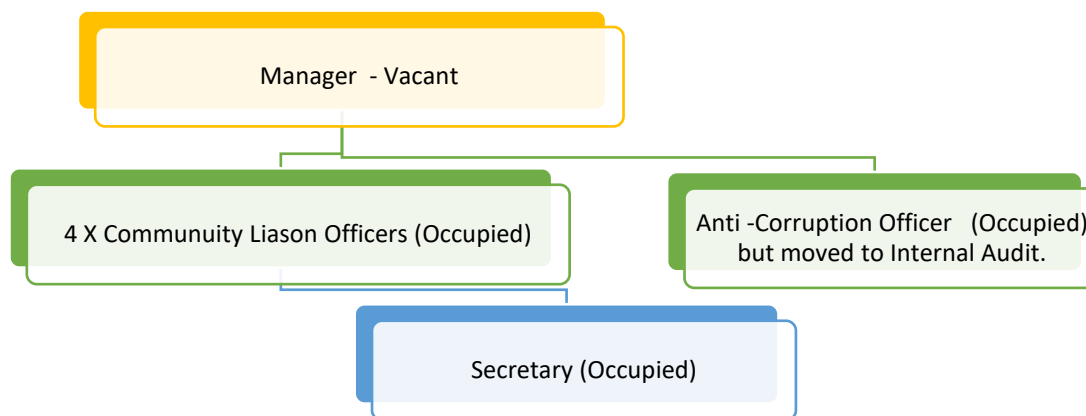 Manager - Vacant
4 X Communuity Liason Officers (Occupied)
Anti -Corruption Officer (Occupied)
but moved to Internal Audit.
Secretary (Occupied)